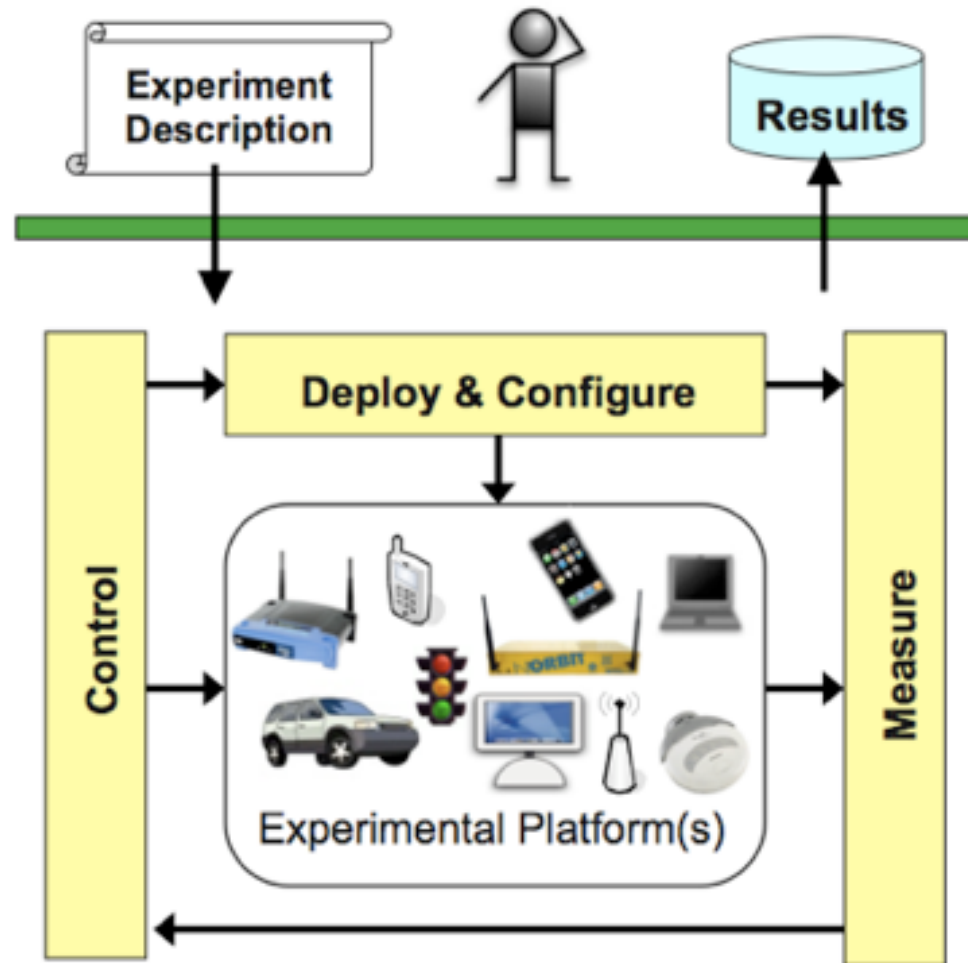 Experiment
Description
Results
Deploy & Configure
Control
ORBIT
Measure
Experimental Platform(s)